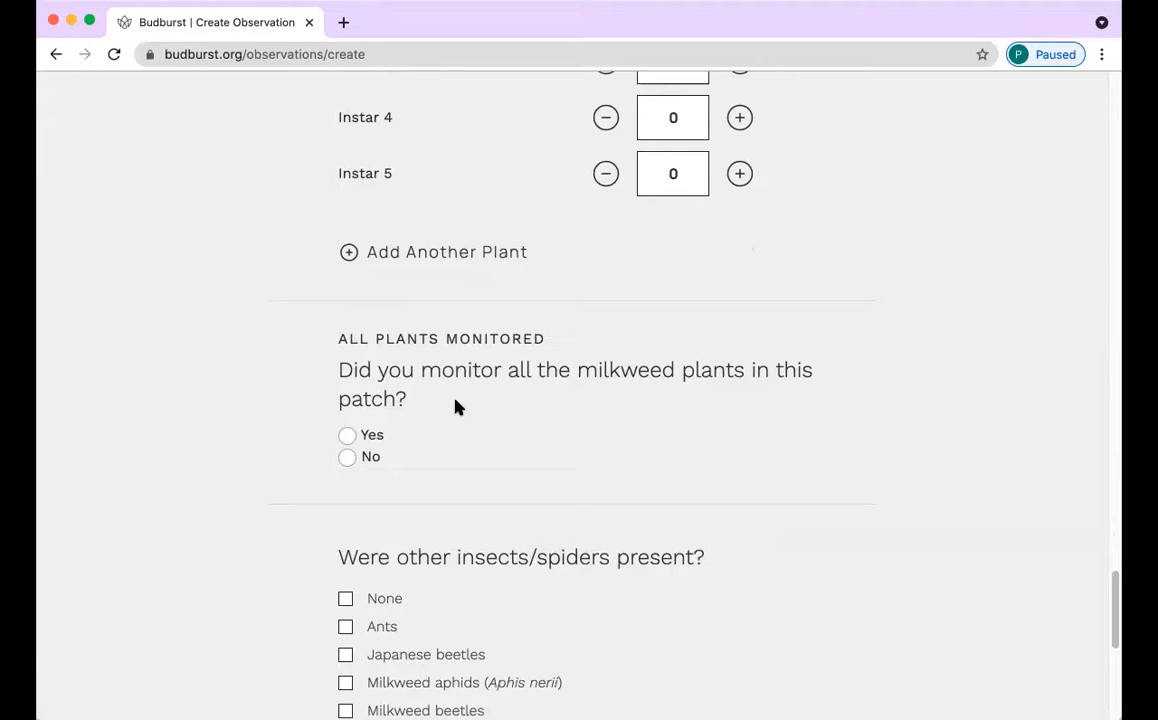 Budburst | Create Observation
budburst.org/observations/create
P Paused
Instar 4
0
Instar 5
0
Add Another Plant
ALL PLANTS MONITORED
Did you monitor all the milkweed plants in this
patch?
Yes
No
Were other insects/spiders present?
None
Ants
Japanese beetles
Milkweed aphids (Aphis nerii)
Milkweed beetles